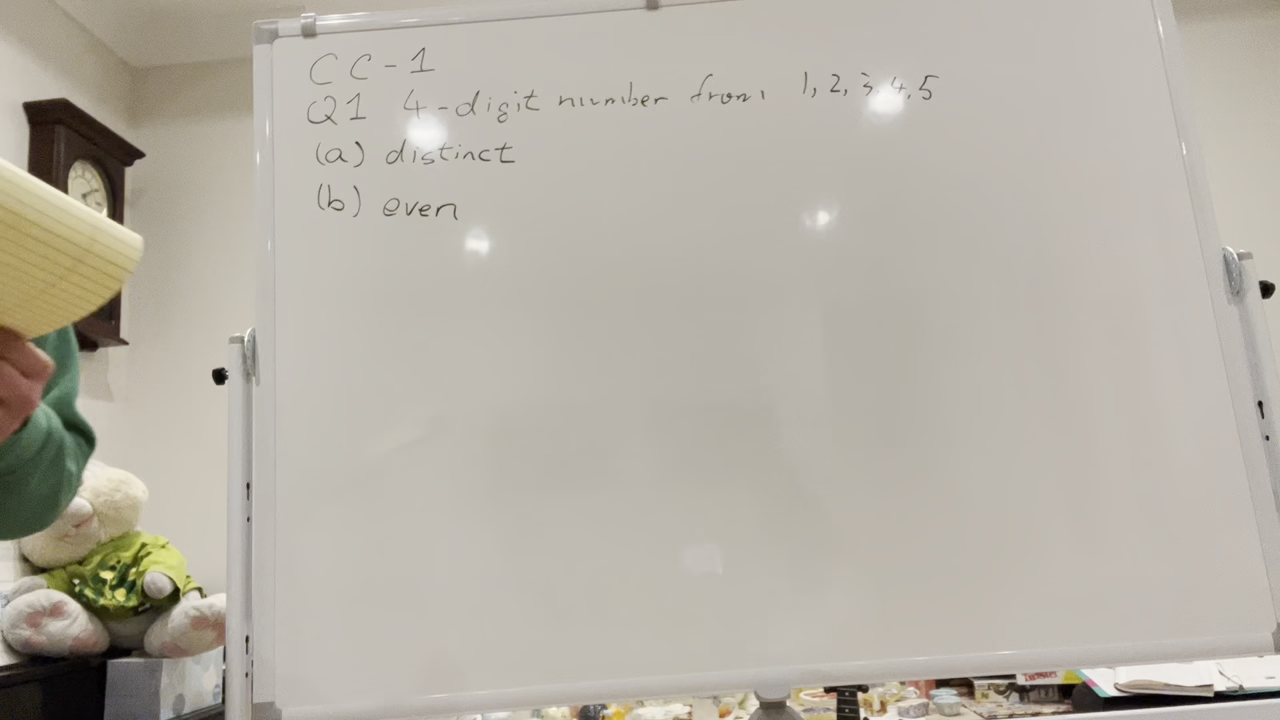 CC-1
Q1 4-digit number from 1, 2, 3, 4, 5
(a) distinct
(b) even